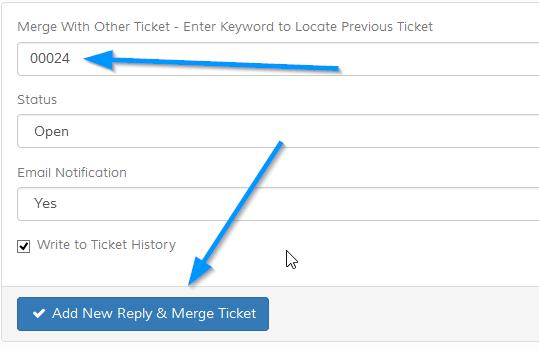 Merge With Other Ticket - Enter Keyword to Locate Previous Ticket
00024
Status
Open
Email Notification
Yes
Write to Ticket History
Add New Reply & Merge Ticket